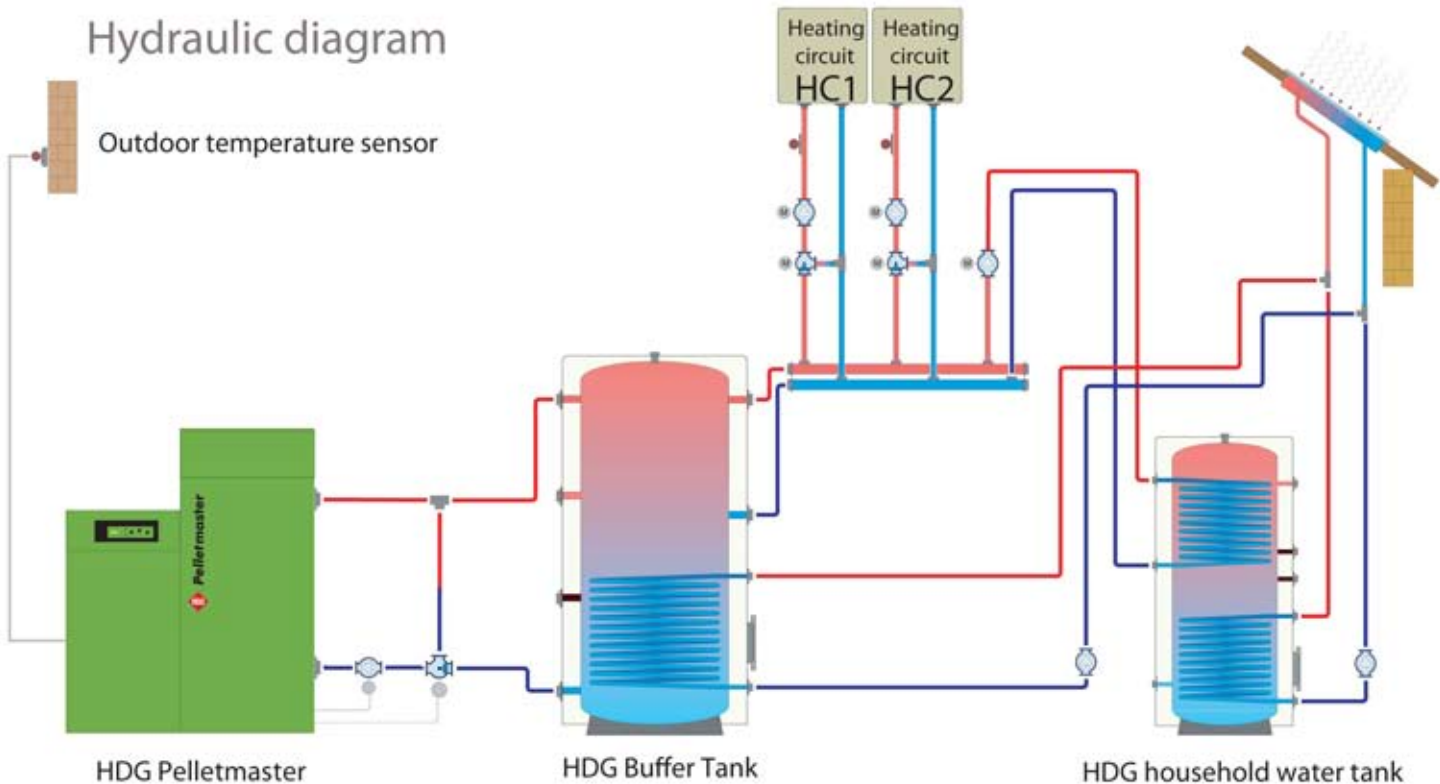 Hydraulic diagram
Heating
circuit
HC1
Heating
circuit
HC2
Outdoor temperature sensor
M
M
M
M
M
Pelletmaster
HDG
HDG Pelletmaster
HDG Buffer Tank
HDG household water tank